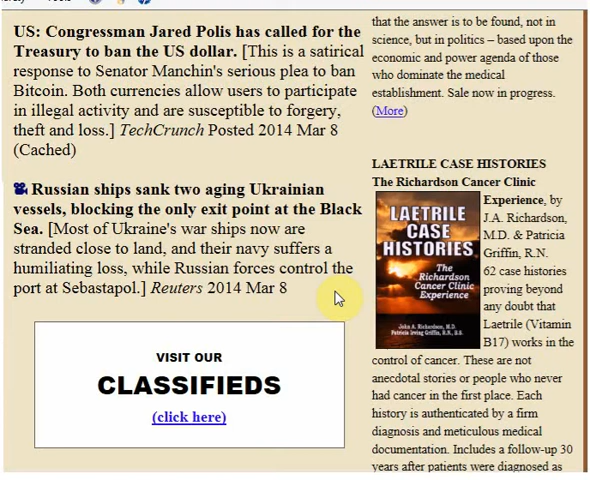 US: Congressman Jared Polis has called for the
Treasury to ban the US dollar. [This is a satirical
response to Senator Manchin's serious plea to ban
Bitcoin. Both currencies allow users to participate
in illegal activity and are susceptible to forgery,
theft and loss.] TechCrunch Posted 2014 Mar 8
(Cached)
Russian ships sank two aging Ukrainian
vessels, blocking the only exit point at the Black
Sea. [Most of Ukraine's war ships now are
stranded close to land, and their navy suffers a
humiliating loss, while Russian forces control the
port at Sebastapol.] Reuters 2014 Mar 8
VISIT OUR
CLASSIFIEDS
(click here)
that the answer is to be found, not in
science, but in politics – based upon the
economic and power agenda of those
who dominate the medical
establishment. Sale now in progress.
(More)
LAETRILE CASE HISTORIES
The Richardson Cancer Clinic
Experience, by
J.A. Richardson,
M.D. & Patricia
Griffin, R.N.
62 case histories
proving beyond
any doubt that
Laetrile (Vitamin
B17) works in the
control of cancer. These are not
anecdotal stories or people who never
had cancer in the first place. Each
history is authenticated by a firm
diagnosis and meticulous medical
documentation. Includes a follow-up 30
years after patients were diagnosed as
LAETRILE
CASE
HISTORIES
The
Richardson
Cancer Clinic
Experience
John A. Richardson, M.D.
Patricia Irving Griffin, R.N., B.S.